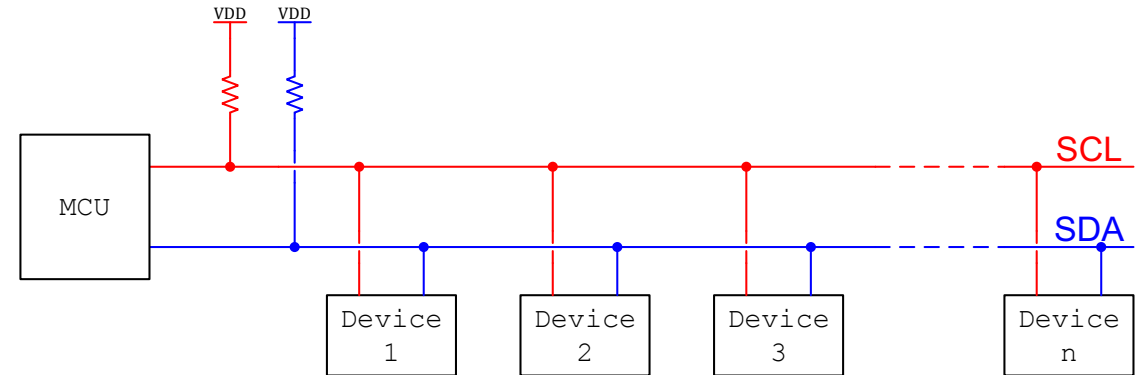 VDD VDD
SCL
MCU
SDA
Device
1
Device
2
Device
3
Device
n